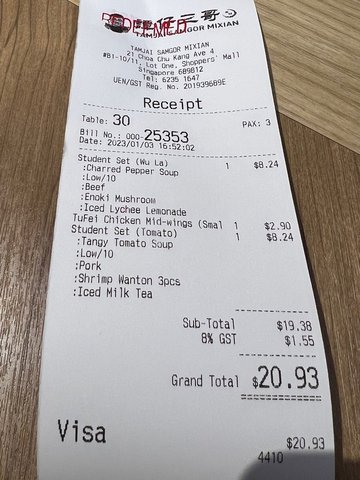 REDEEMED
仔三哥
TAMJAI SAMGOR MIXIAN
TAMJAI SAMGOR MIXIAN
21 Choa Chu Kang Ave 4
#B1-10/11, Lot One, Shoppers' Mall
Singapore 689812
Tel: 6235 1647
UEN/GST Reg. No. 201939689E
Receipt
Table: 30 PAX: 3
Bill No.: 000-25353
Date: 2023/01/03 16:52:02
Student Set (Wu La) 1 $8.24
:Charred Pepper Soup
:Low/10
:Beef
:Enoki Mushroom
:Iced Lychee Lemonade
TuFei Chicken Mid-wings (Smal 1 $2.90
Student Set (Tomato) 1 $8.24
:Tangy Tomato Soup
:Low/10
:Pork
:Shrimp Wanton 3pcs
:Iced Milk Tea
Sub-Total $19.38
8% GST $1.55
Grand Total $20.93
Visa $20.93
4410